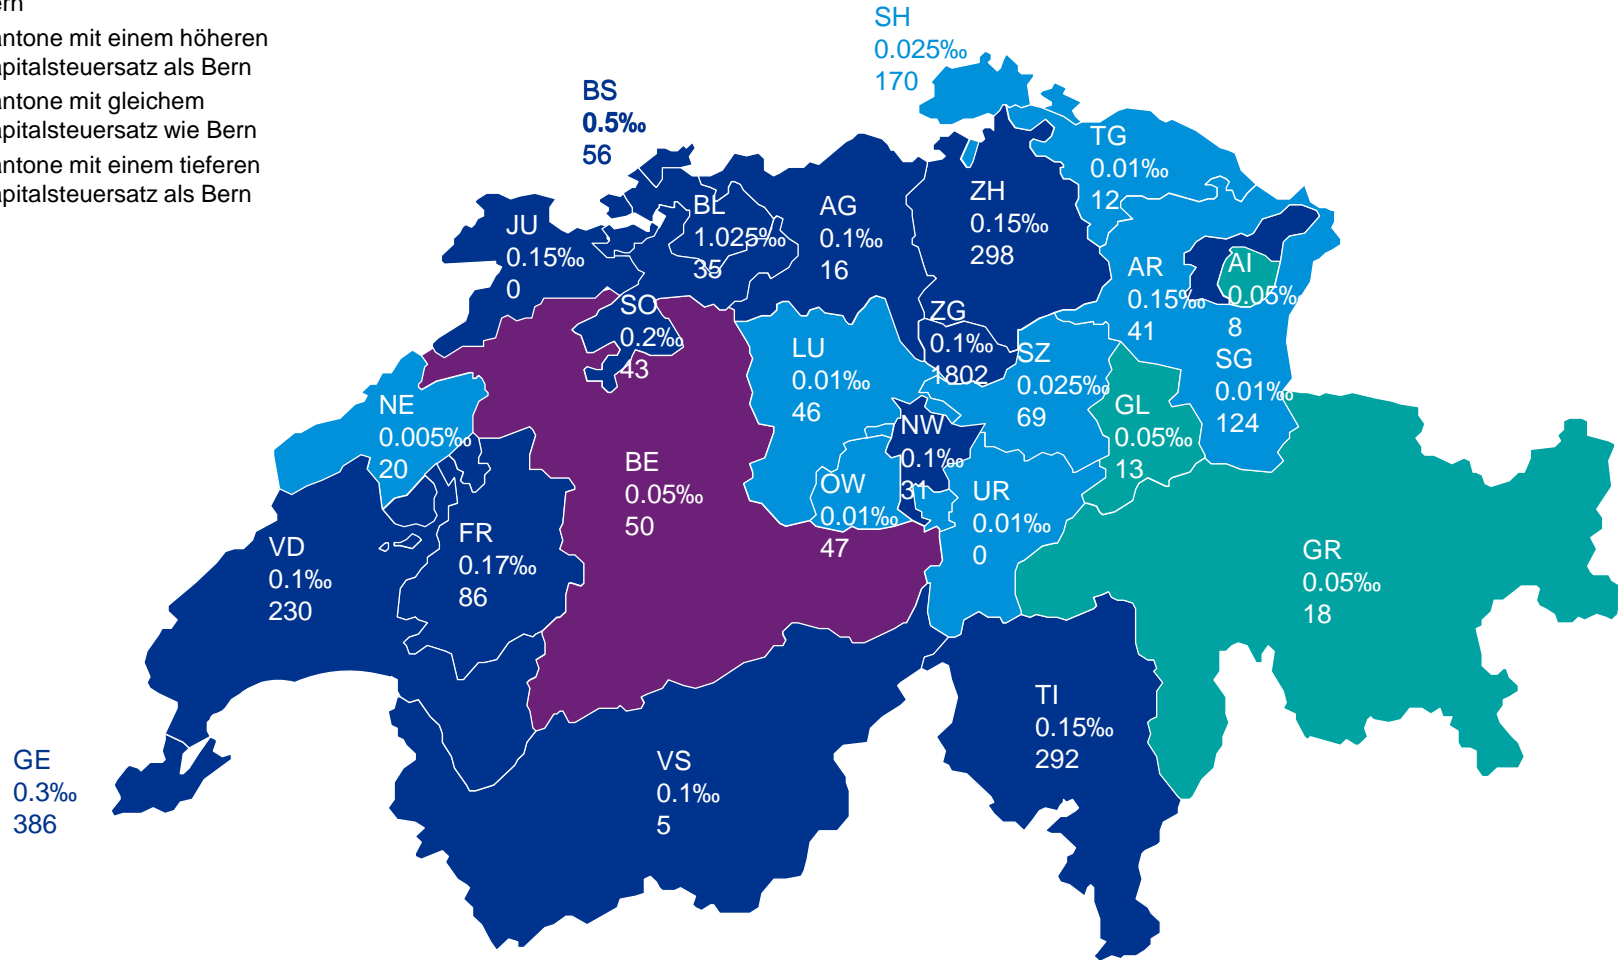 ern
antone mit einem höheren
apitalsteuersatz als Bern
antone mit gleichem
apitalsteuersatz wie Bern
antone mit einem tieferen
apitalsteuersatz als Bern
SH
0.025‰
170
BS
0.5‰
56
TG
0.01‰
12
JU
0.15‰
0
BL
1.025‰
35
AG
0.1‰
16
ZH
0.15‰
298
AR
0.15‰
41
AI
0.05‰
8
SO
0.2‰
43
ZG
0.1‰
1802
LU
0.01‰
46
SZ
0.025‰
69
SG
0.01‰
124
NE
0.005‰
20
GL
0.05‰
13
NW
0.1‰
31
BE
0.05‰
50
OW
0.01‰
47
UR
0.01‰
0
VD
0.1‰
230
FR
0.17‰
86
GR
0.05‰
18
TI
0.15‰
292
GE
0.3‰
386
VS
0.1‰
5